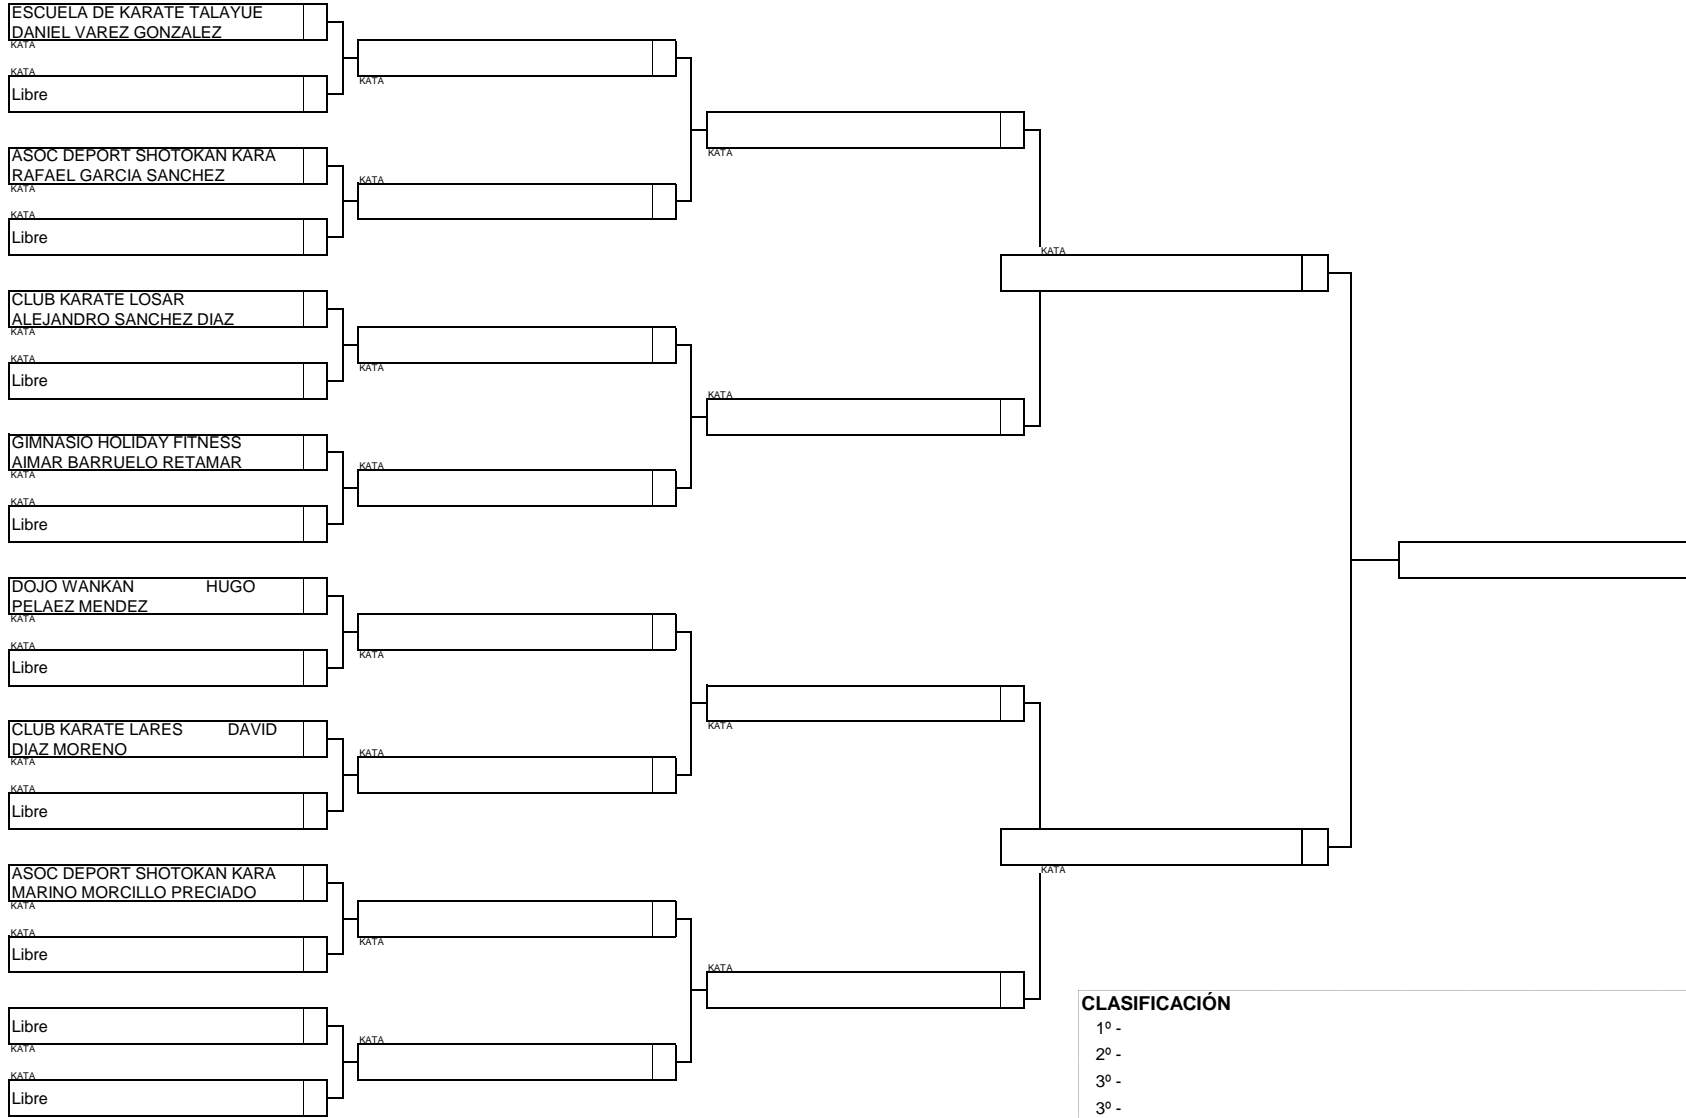 ESCUELA DE KARATE TALAYUE
DANIEL VAREZ GONZALEZ
KATA
KATA
Libre
KATA
ASOC DEPORT SHOTOKAN KARA
RAFAEL GARCIA SANCHEZ
KATA
KATA
Libre
KATA
KATA
CLUB KARATE LOSAR
ALEJANDRO SANCHEZ DIAZ
KATA
KATA
Libre
KATA
KATA
GIMNASIO HOLIDAY FITNESS
AIMAR BARRUELO RETAMAR
KATA
KATA
Libre
KATA
KATA
DOJO WANKAN HUGO
PELAEZ MENDEZ
KATA
KATA
Libre
KATA
CLUB KARATE LARES DAVID
DIAZ MORENO
KATA
KATA
Libre
KATA
KATA
ASOC DEPORT SHOTOKAN KARA
MARINO MORCILLO PRECIADO
KATA
KATA
Libre
KATA
KATA
Libre
KATA
KATA
Libre
KATA
KATA
CLASIFICACIÓN
1º -
2º -
3º -
3º -